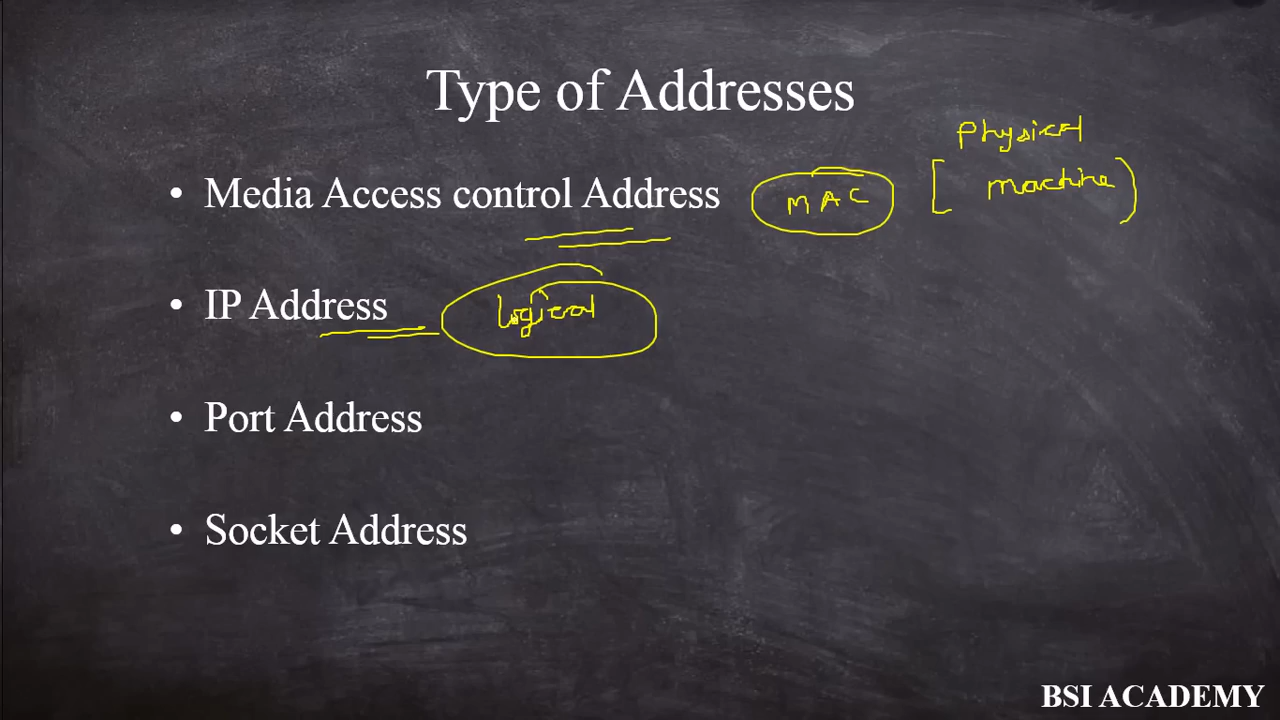 Type of Addresses
Physical
• Media Access control Address MAC [machine)
• IP Address logical
• Port Address
• Socket Address
BSI ACADEMY